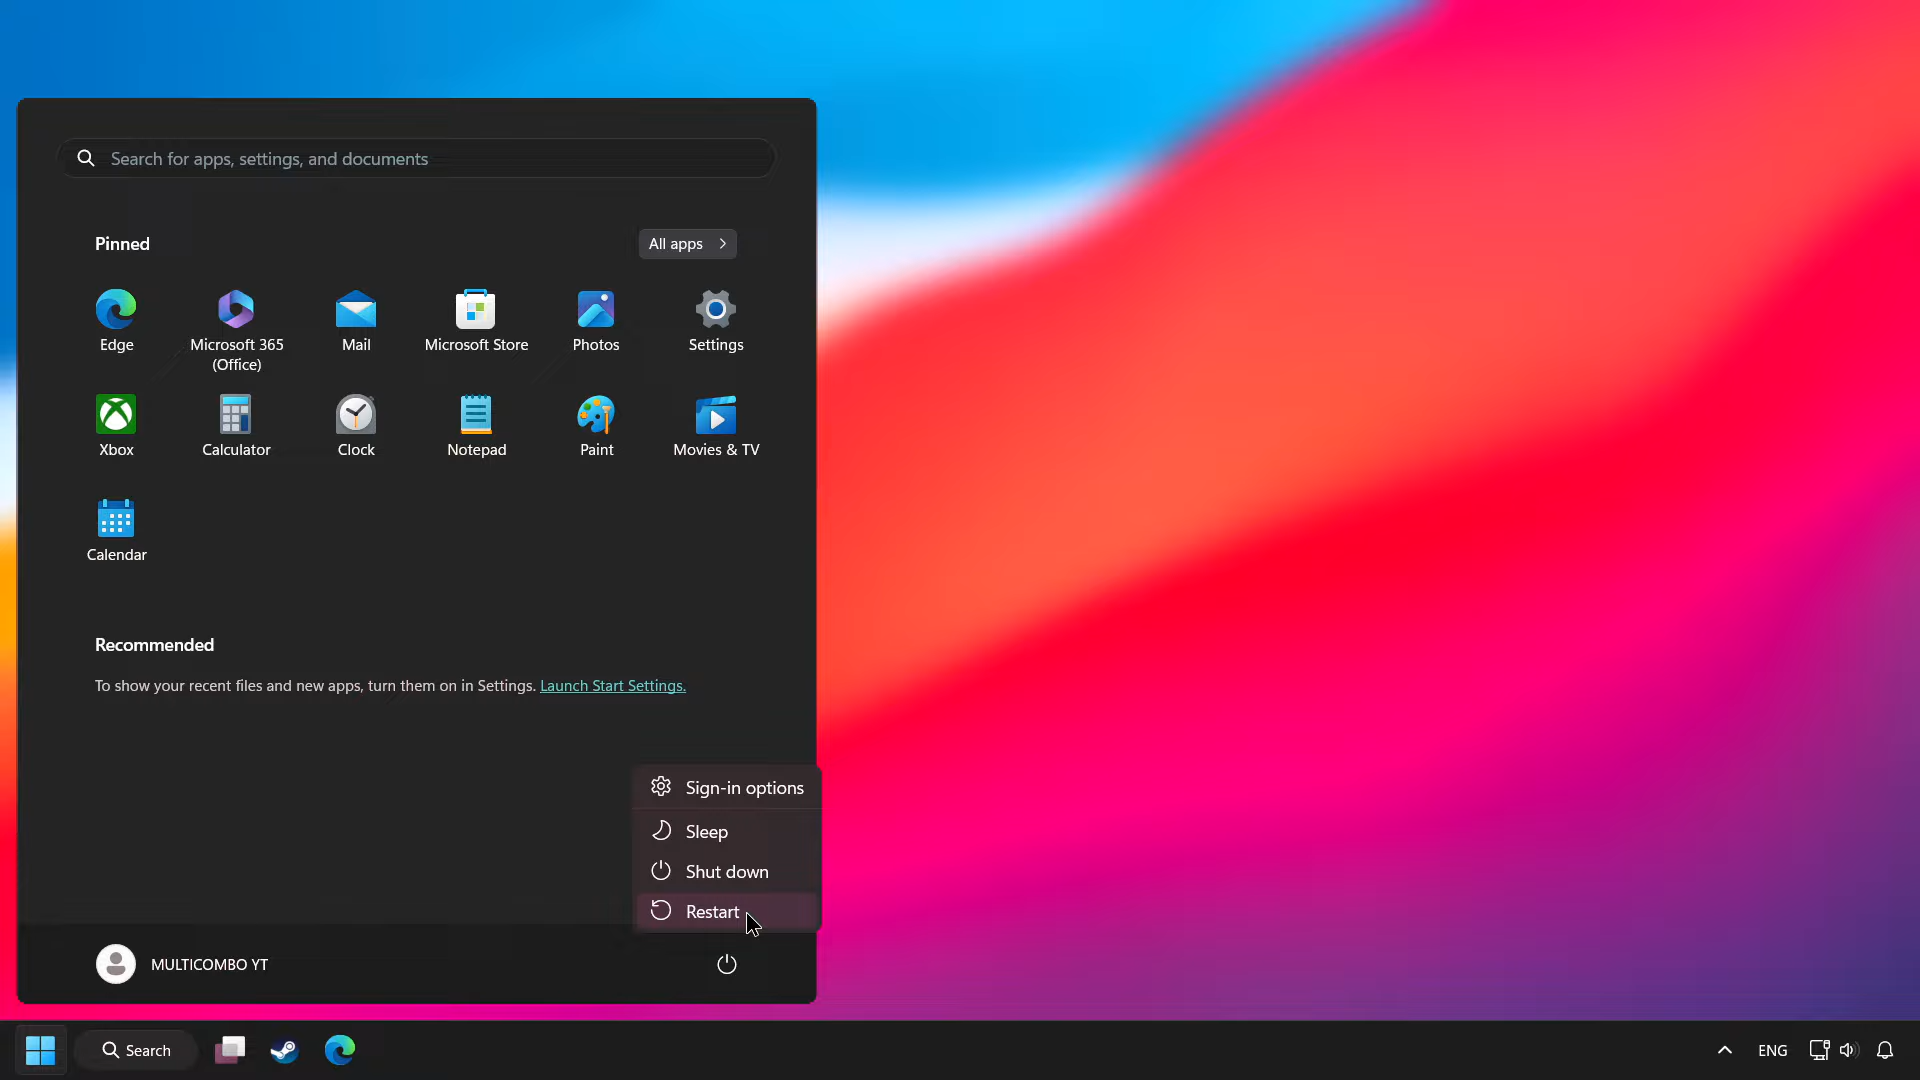 Search for apps, settings, and documents
Pinned
All apps
Edge
Microsoft 365
(Office)
Mail
Microsoft Store
Photos
Settings
Xbox
Calculator
Clock
Notepad
Paint
Movies & TV
Calendar
Recommended
To show your recent files and new apps, turn them on in Settings. Launch Start Settings.
Sign-in options
Sleep
Shut down
Restart
MULTICOMBO YT
Search
ENG